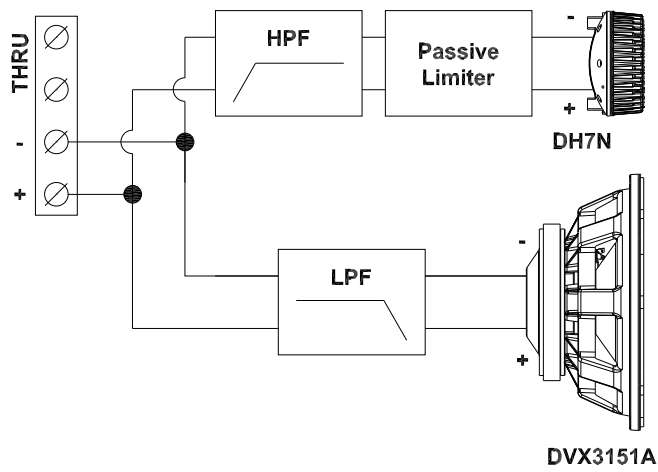 THRU
-
+
HPF
Passive
Limiter
-
+
DH7N
LPF
-
+
DVX3151A